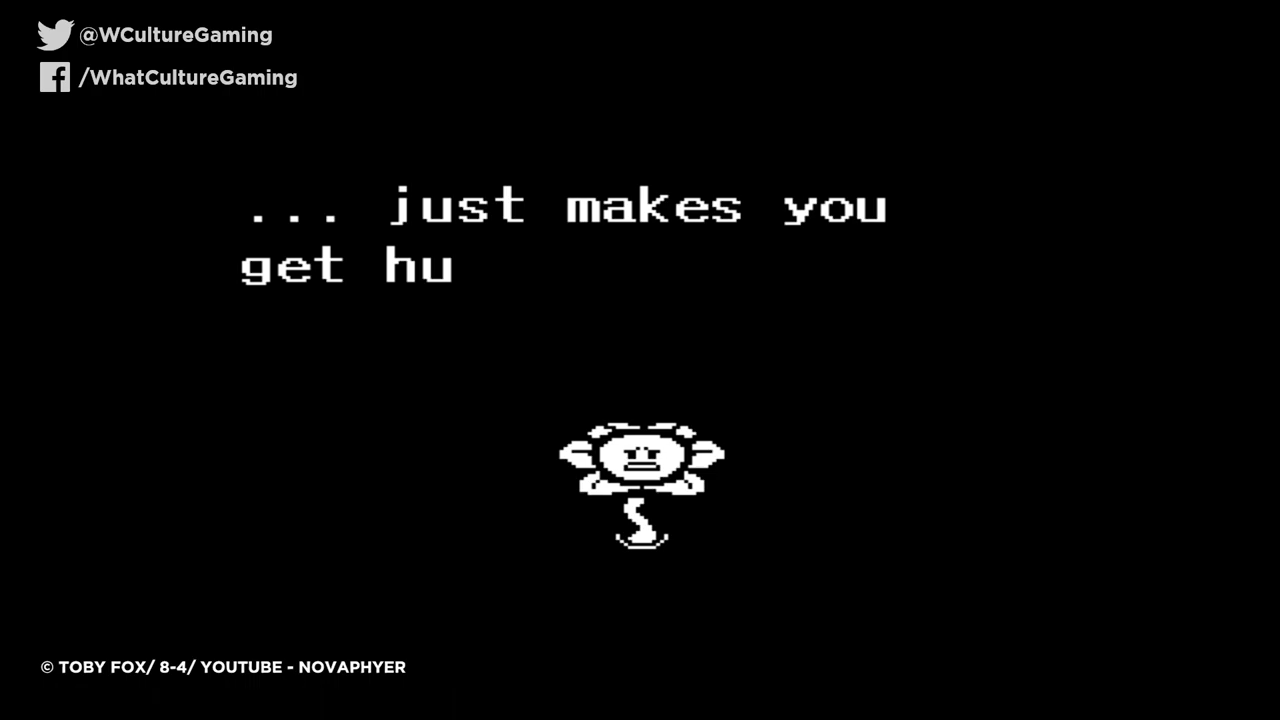 @WCultureGaming
/WhatCultureGaming
... just makes you
get hu
© TOBY FOX/ 8-4/ YOUTUBE - NOVAPHYER